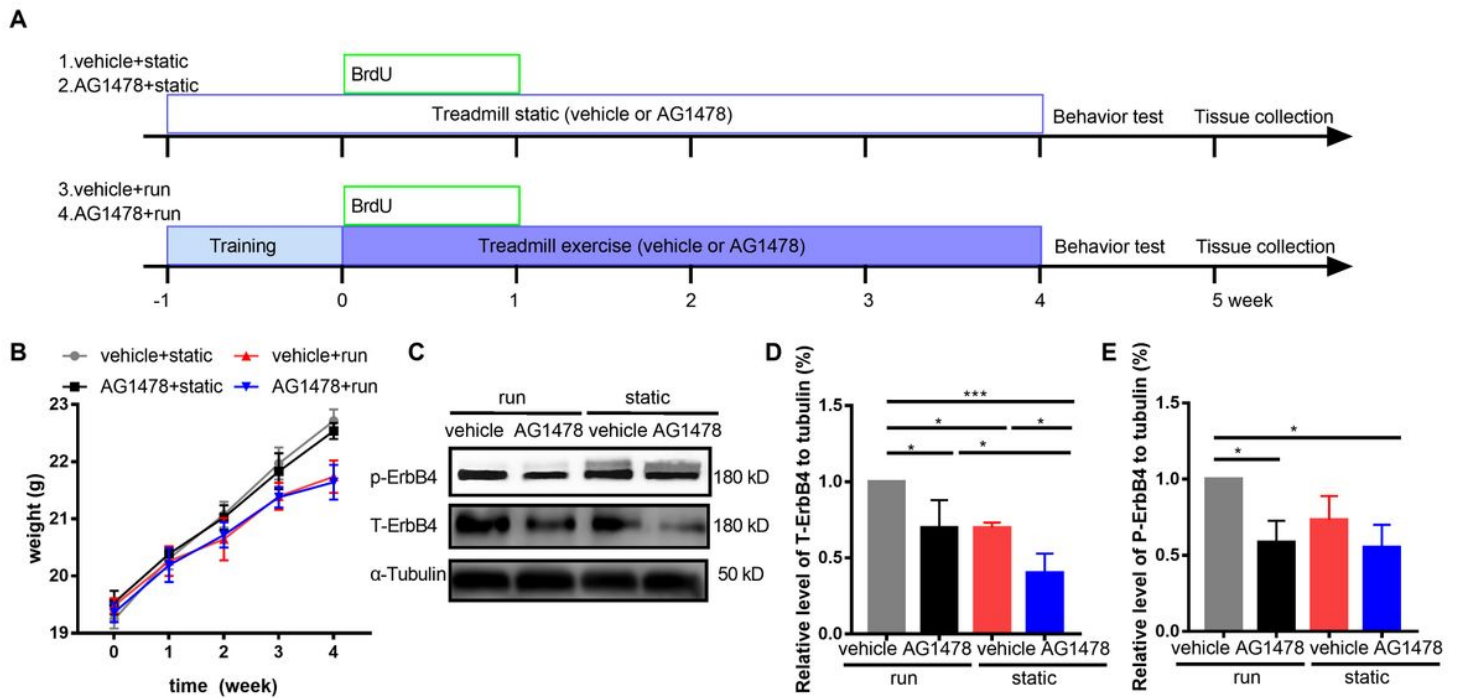 A
1.vehicle+static
2.AG1478+static
BrdU
Treadmill static (vehicle or AG1478)
Behavior test
Tissue collection
3.vehicle+run
4.AG1478+run
BrdU
Training
Treadmill exercise (vehicle or AG1478)
Behavior test
Tissue collection
-1 0 1 2 3 4 5 week
B
vehicle+static
vehicle+run
AG1478+static
AG1478+run
weight (g)
23
22
21
20
19
0 1 2 3 4
time (week)
C
run static
vehicle AG1478 vehicle AG1478
p-ErbB4 180 kD
T-ErbB4 180 kD
α-Tubulin 50 kD
D
Relative level of T-ErbB4 to tubulin (%)
1.5
1.0
0.5
0.0
***
* *
* *
vehicle AG1478 vehicle AG1478
run static
E
Relative level of P-ErbB4 to tubulin (%)
1.5
1.0
0.5
0.0
*
*
vehicle AG1478 vehicle AG1478
run static